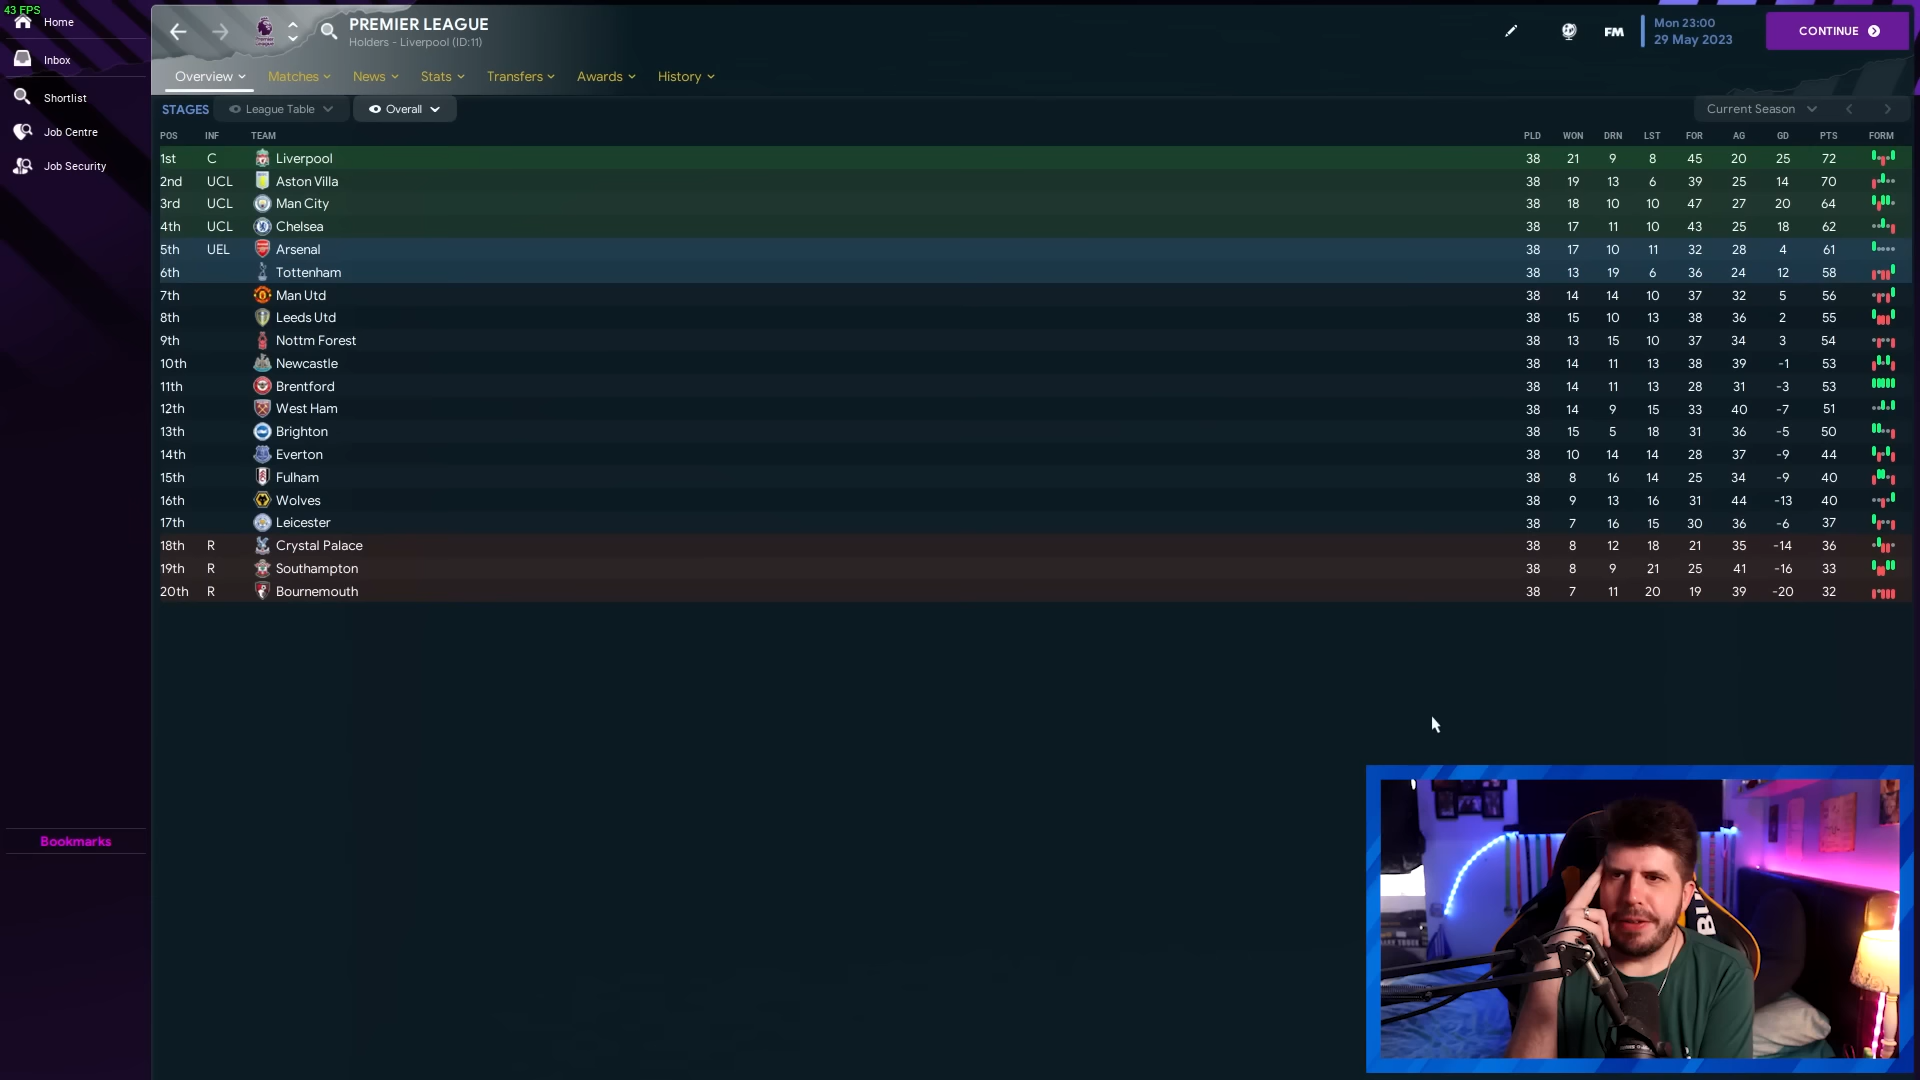 43 FPS
Home
Inbox
Shortlist
Job Centre
Job Security
Bookmarks
PREMIER LEAGUE
Holders - Liverpool (ID:11)
FM
Mon 23:00
29 May 2023
CONTINUE
Overview Matches News Stats Transfers Awards History
STAGES League Table Overall Current Season
POS INF TEAM PLD WON DRN LST FOR AG GD PTS FORM
1st C Liverpool 38 21 9 8 45 20 25 72
2nd UCL Aston Villa 38 19 13 6 39 25 14 70
3rd UCL Man City 38 18 10 10 47 27 20 64
4th UCL Chelsea 38 17 11 10 43 25 18 62
5th UEL Arsenal 38 17 10 11 32 28 4 61
6th Tottenham 38 13 19 6 36 24 12 58
7th Man Utd 38 14 14 10 37 32 5 56
8th Leeds Utd 38 15 10 13 38 36 2 55
9th Nottm Forest 38 13 15 10 37 34 3 54
10th Newcastle 38 14 11 13 38 39 -1 53
11th Brentford 38 14 11 13 28 31 -3 53
12th West Ham 38 14 9 15 33 40 -7 51
13th Brighton 38 15 5 18 31 36 -5 50
14th Everton 38 10 14 14 28 37 -9 44
15th Fulham 38 8 16 14 25 34 -9 40
16th Wolves 38 9 13 16 31 44 -13 40
17th Leicester 38 7 16 15 30 36 -6 37
18th R Crystal Palace 38 8 12 18 21 35 -14 36
19th R Southampton 38 8 9 21 25 41 -16 33
20th R Bournemouth 38 7 11 20 19 39 -20 32